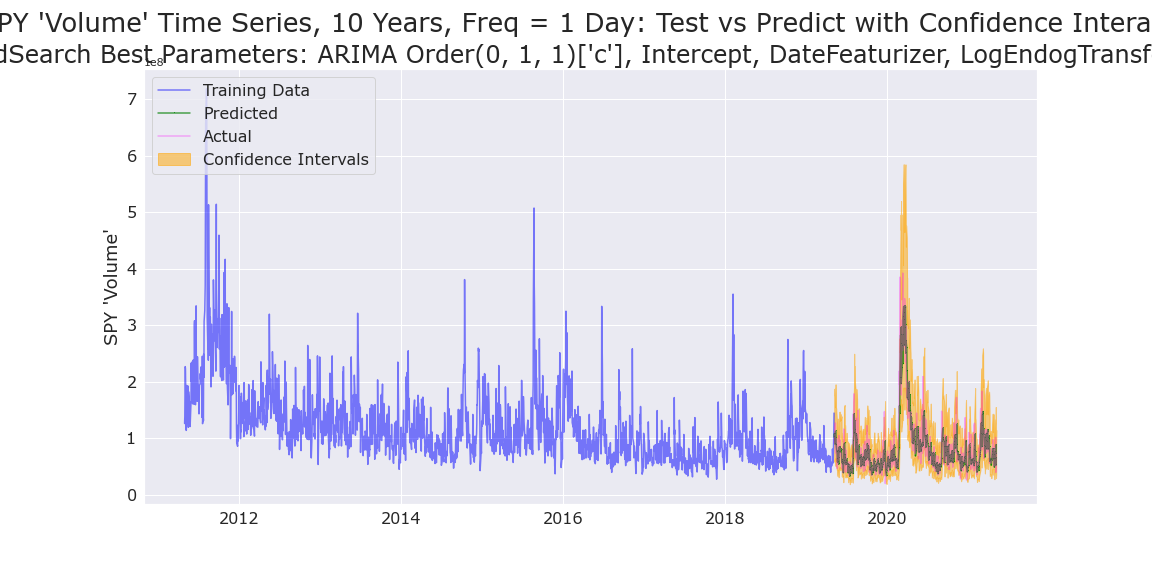 PY 'Volume' Time Series, 10 Years, Freq = 1 Day: Test vs Predict with Confidence Intera
dSearch Best Parameters: ARIMA Order(0, 1, 1)['c'], Intercept, DateFeaturizer, LogEndogTransf
1e8
Training Data
Predicted
Actual
Confidence Intervals
7
6
5
4
3
2
1
0
SPY 'Volume'
2012
2014
2016
2018
2020